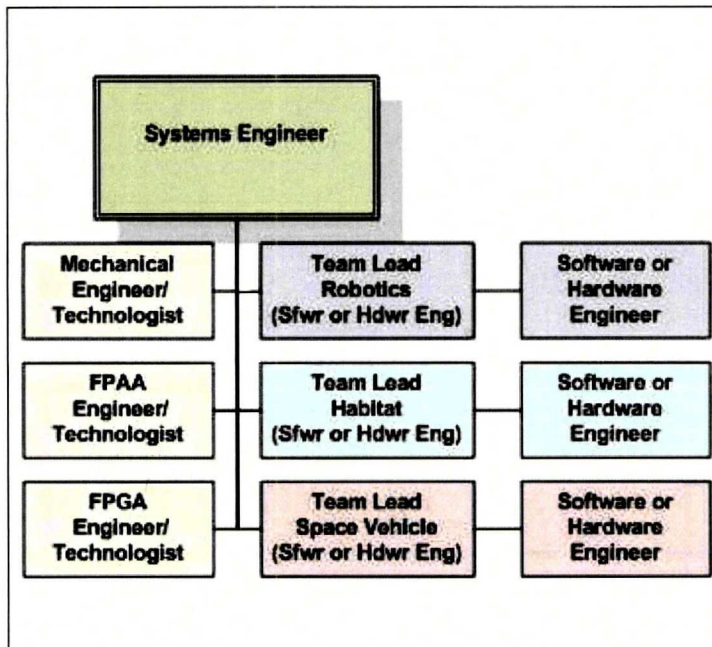 Systems Engineer
Mechanical
Engineer/
Technologist
Team Lead
Robotics
(Sfwr or Hdwr Eng)
Software or
Hardware
Engineer
FPAA
Engineer/
Technologist
Team Lead
Habitat
(Sfwr or Hdwr Eng)
Software or
Hardware
Engineer
FPGA
Engineer/
Technologist
Team Lead
Space Vehicle
(Sfwr or Hdwr Eng)
Software or
Hardware
Engineer